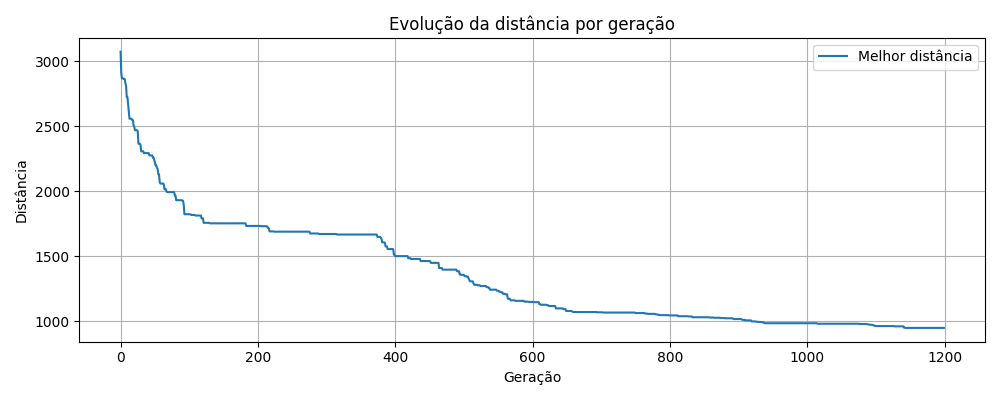 Evolução da distância por geração
Melhor distância
Distância
3000
2500
2000
1500
1000
0 200 400 600 800 1000 1200
Geração